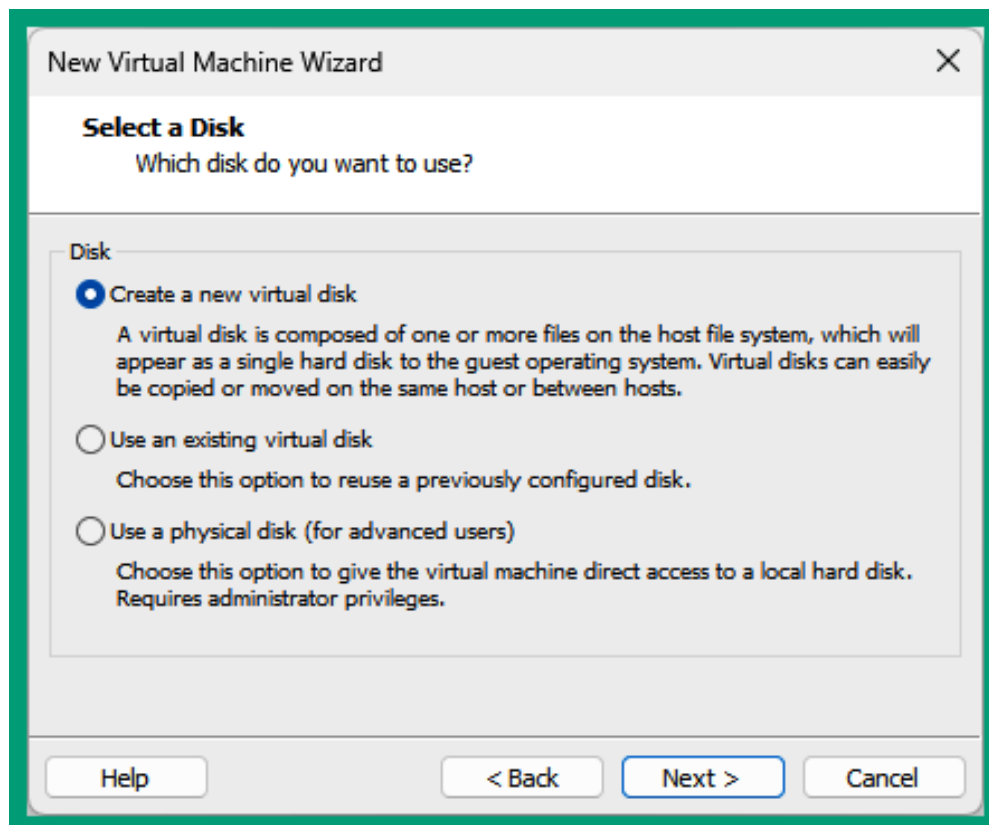 New Virtual Machine Wizard
Select a Disk
Which disk do you want to use?
Disk
Create a new virtual disk
A virtual disk is composed of one or more files on the host file system, which will
appear as a single hard disk to the guest operating system. Virtual disks can easily
be copied or moved on the same host or between hosts.
Use an existing virtual disk
Choose this option to reuse a previously configured disk.
Use a physical disk (for advanced users)
Choose this option to give the virtual machine direct access to a local hard disk.
Requires administrator privileges.
Help
< Back
Next >
Cancel